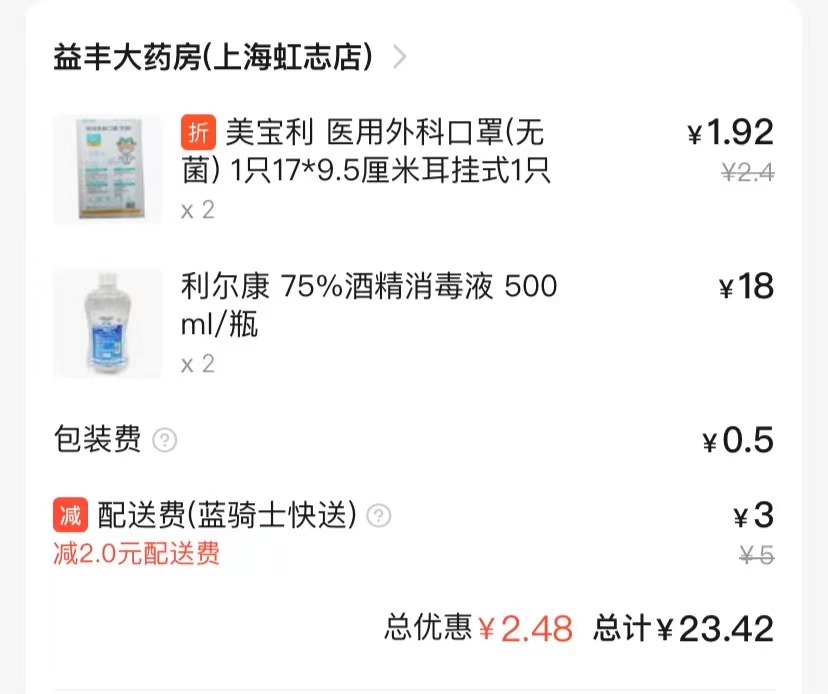 益丰大药房(上海虹志店)
折 美宝利 医用外科口罩(无 ¥1.92
菌) 1只17*9.5厘米耳挂式1只 ¥2.4
x 2
利尔康 75%酒精消毒液 500 ¥18
ml/瓶
x 2
包装费 ? ¥0.5
减 配送费(蓝骑士快送) ? ¥3
减2.0元配送费 ¥5
总优惠¥2.48 总计¥23.42